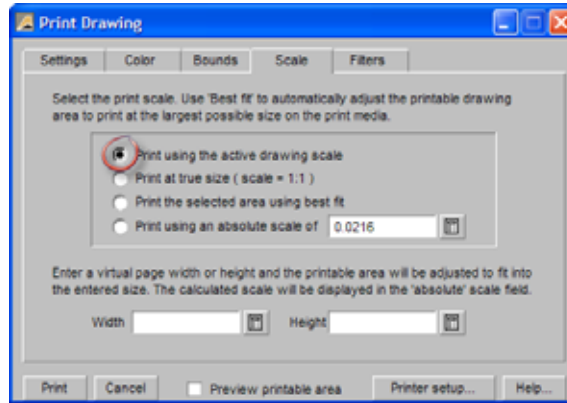 Print Drawing
Settings Color Bounds Scale Filters
Select the print scale. Use 'Best fit' to automatically adjust the printable drawing
area to print at the largest possible size on the print media.
Print using the active drawing scale
Print at true size ( scale = 1:1 )
Print the selected area using best fit
Print using an absolute scale of 0.0216
Enter a virtual page width or height and the printable area will be adjusted to fit into
the entered size. The calculated scale will be displayed in the 'absolute' scale field.
Width Height
Print Cancel Preview printable area Printer setup... Help...